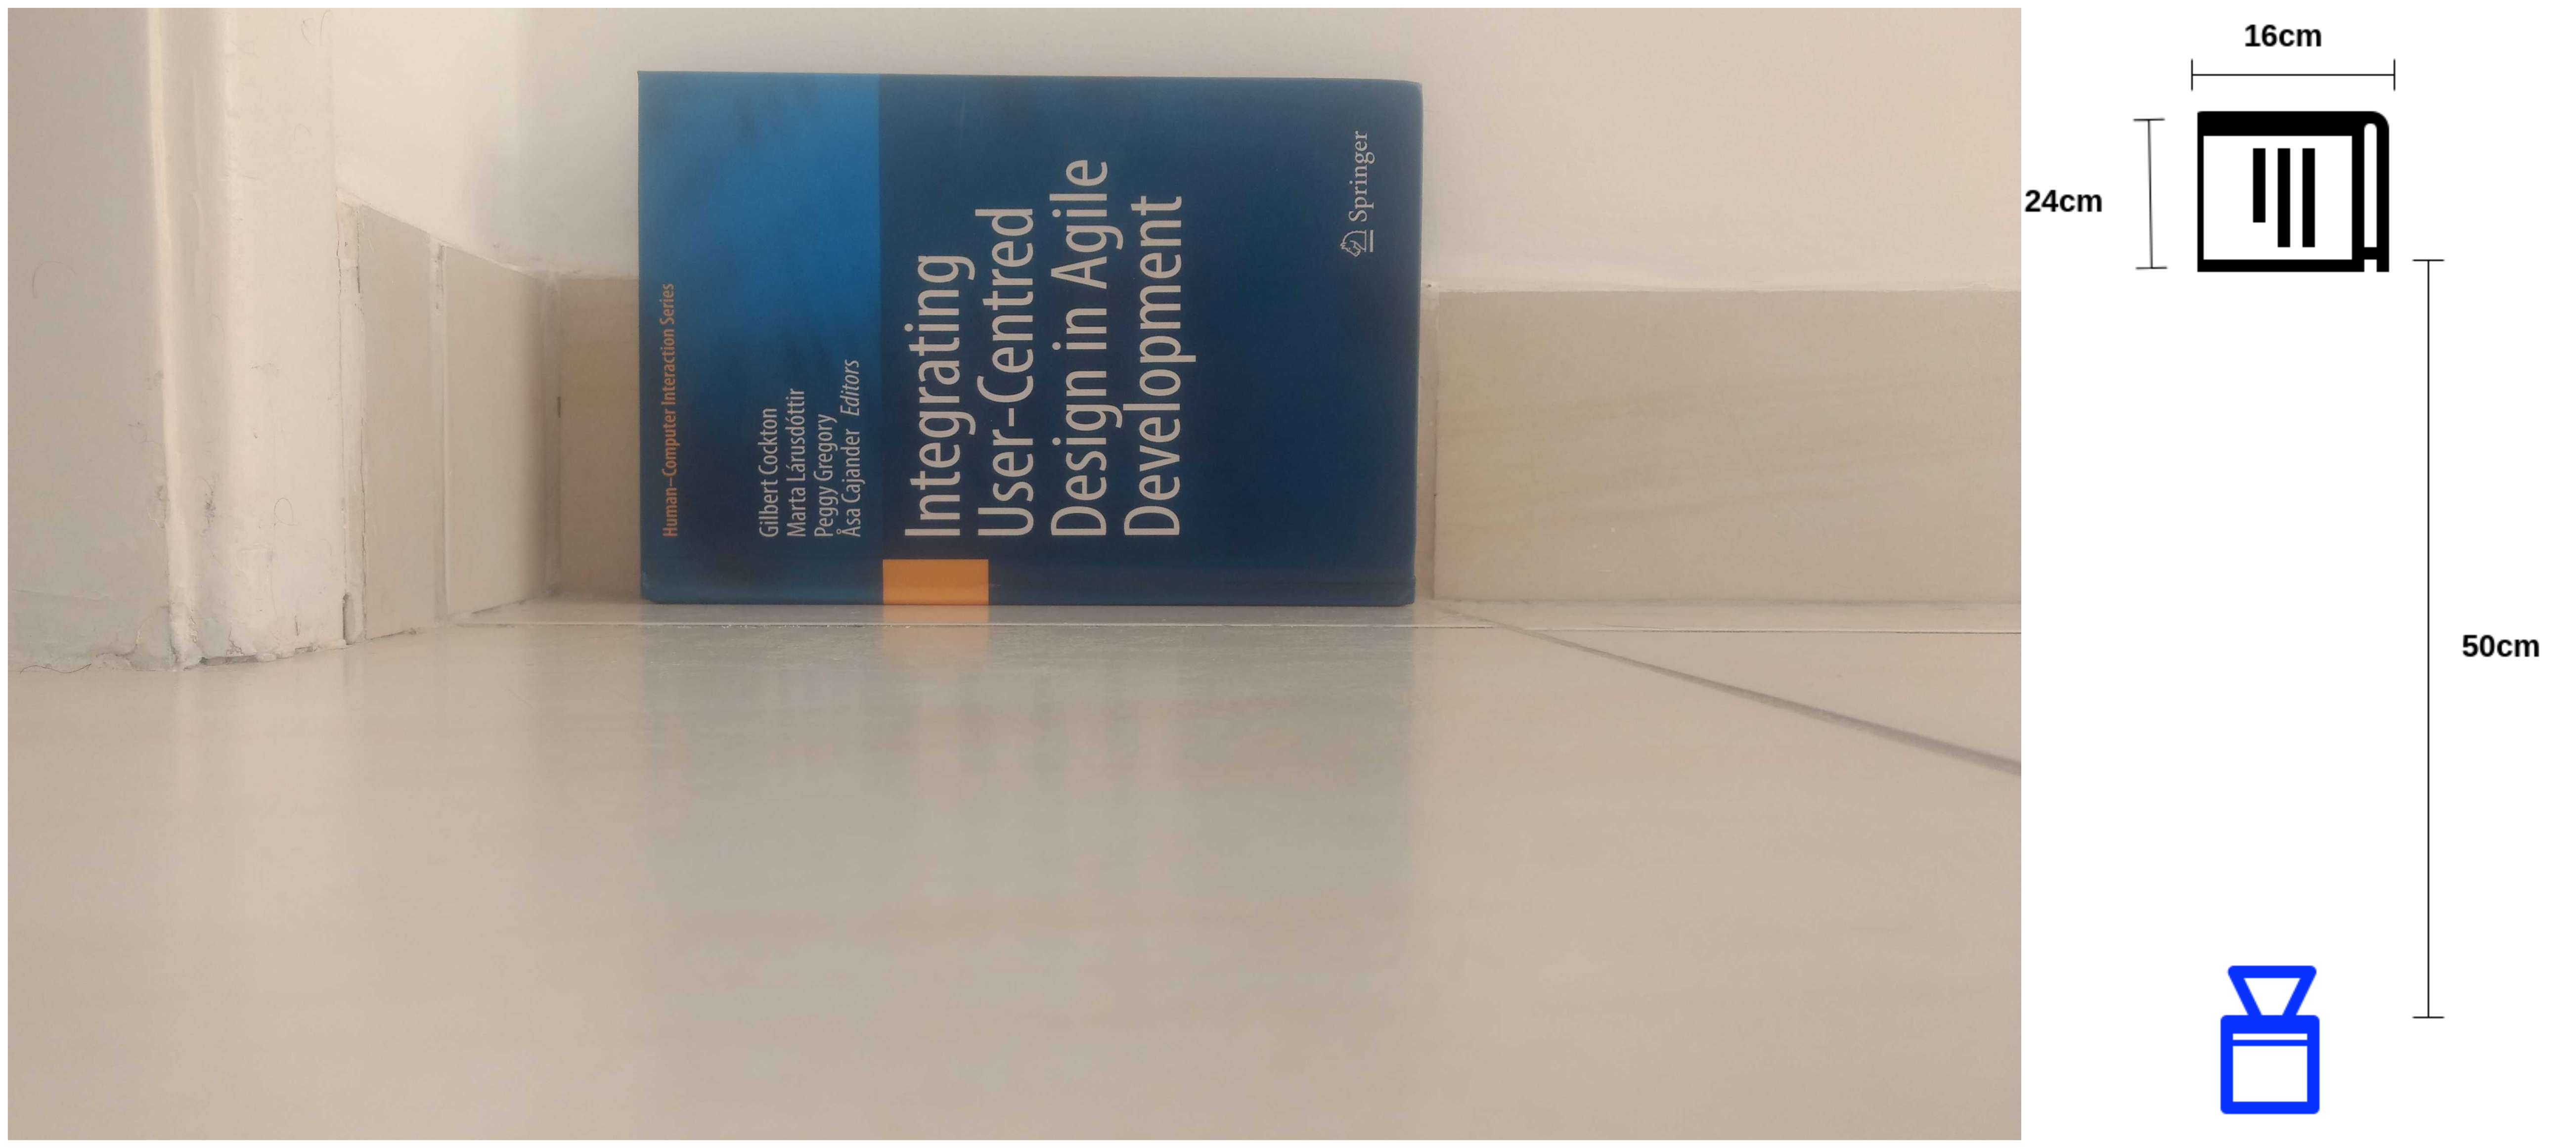 Human–Computer Interaction Series
Gilbert Cockton
Marta Lárusdóttir
Peggy Gregory
Åsa Cajander Editors
Integrating
User-Centred
Design in Agile
Development
Springer
16cm
24cm
50cm